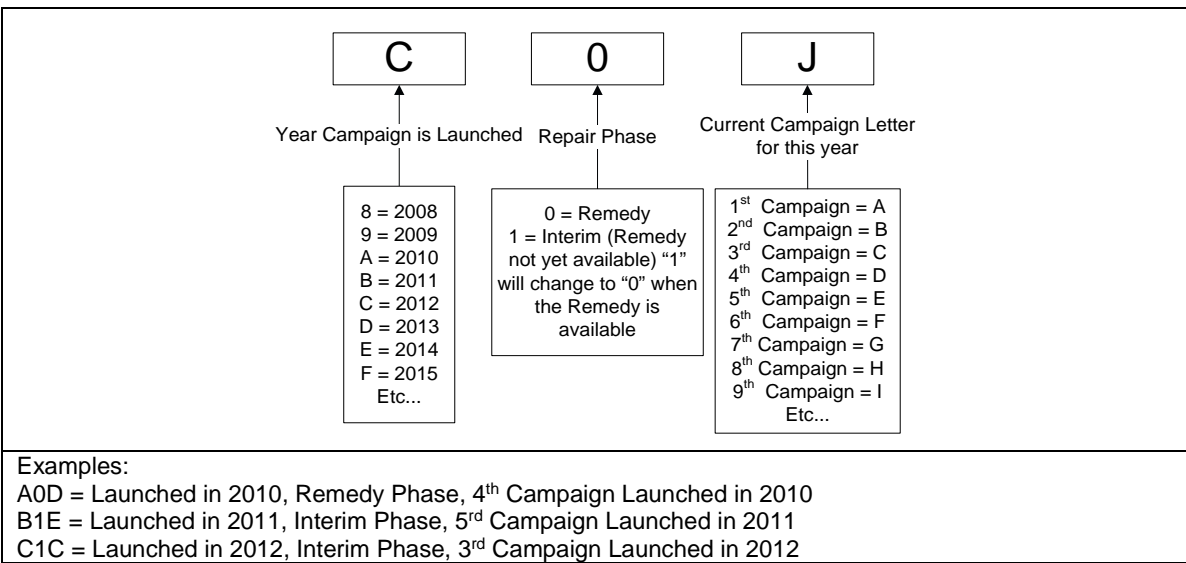 C
0
J
Year Campaign is Launched
Repair Phase
Current Campaign Letter
for this year
8 = 2008
9 = 2009
A = 2010
B = 2011
C = 2012
D = 2013
E = 2014
F = 2015
Etc...
0 = Remedy
1 = Interim (Remedy
not yet available) “1”
will change to “0” when
the Remedy is
available
1st Campaign = A
2nd Campaign = B
3rd Campaign = C
4th Campaign = D
5th Campaign = E
6th Campaign = F
7th Campaign = G
8th Campaign = H
9th Campaign = I
Etc...
Examples:
A0D = Launched in 2010, Remedy Phase, 4th Campaign Launched in 2010
B1E = Launched in 2011, Interim Phase, 5rd Campaign Launched in 2011
C1C = Launched in 2012, Interim Phase, 3rd Campaign Launched in 2012